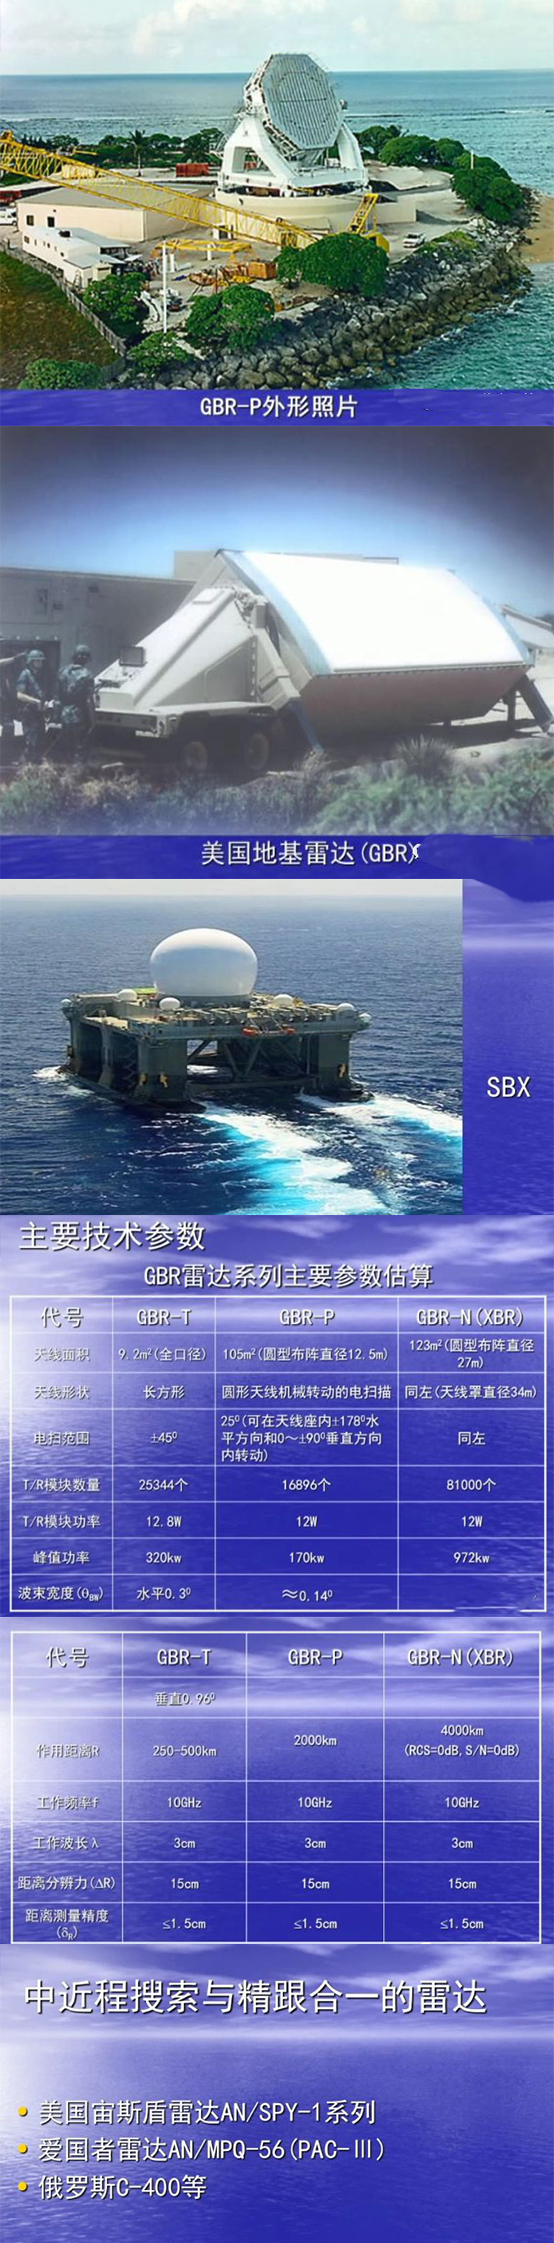 GBR-P外形照片
美国地基雷达(GBR)
SBX
主要技术参数
GBR雷达系列主要参数估算
代号 GBR-T GBR-P GBR-N(XBR)
天线面积 9.2m²(全口径) 105m²(圆型布阵直径12.5m) 123m²(圆型布阵直径
27m)
天线形状 长方形 圆形天线机械转动的电扫描 同左(天线罩直径34m)
电扫范围 ±45⁰ 25⁰(可在天线座内±178⁰水
平方向和0～±90⁰垂直方向
内转动) 同左
T/R模块数量 25344个 16896个 81000个
T/R模块功率 12.8W 12W 12W
峰值功率 320kw 170kw 972kw
波束宽度(θBW) 水平0.3⁰ ≈0.14⁰
代号 GBR-T GBR-P GBR-N(XBR)
垂直0.96⁰
作用距离R 250-500km 2000km 4000km
(RCS=0dB,S/N=0dB)
工作频率f 10GHz 10GHz 10GHz
工作波长λ 3cm 3cm 3cm
距离分辨力(ΔR) 15cm 15cm 15cm
距离测量精度
(δR) ≤1.5cm ≤1.5cm ≤1.5cm
中近程搜索与精跟合一的雷达
• 美国宙斯盾雷达AN/SPY-1系列
• 爱国者雷达AN/MPQ-56(PAC-Ⅲ)
• 俄罗斯C-400等